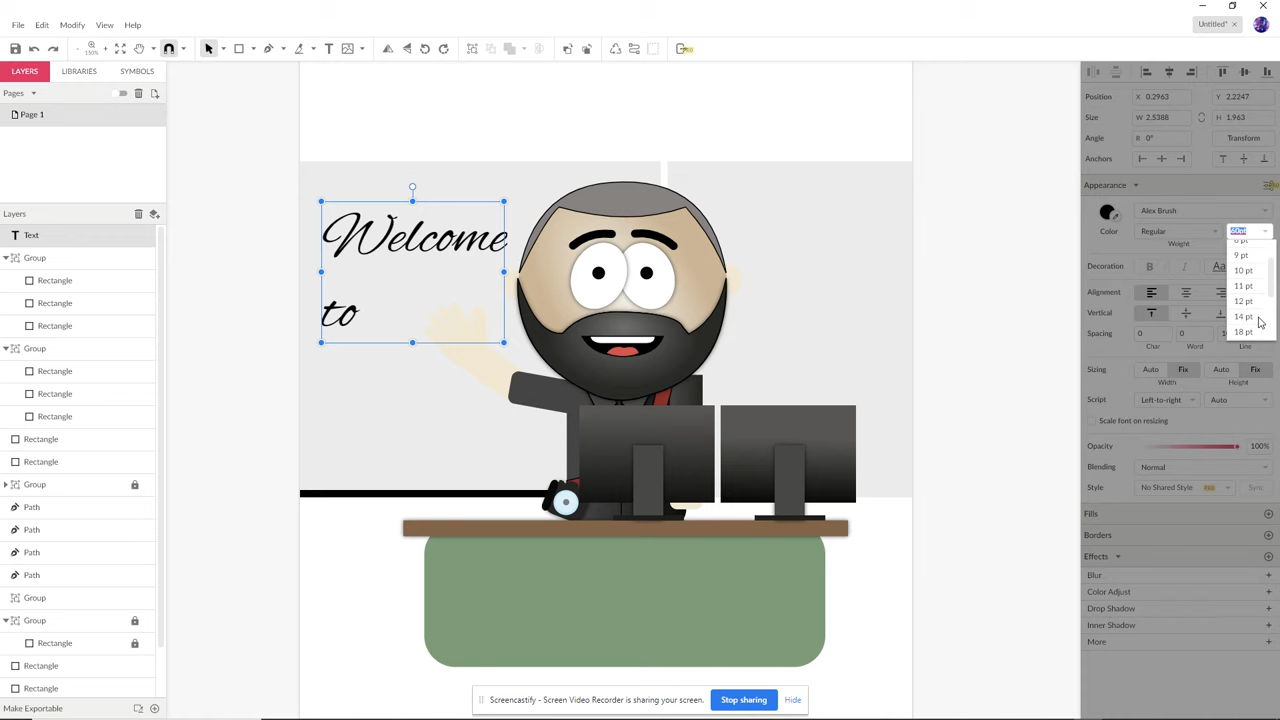 File Edit Modify View Help
Untitled*
150%
PRO
LAYERS LIBRARIES SYMBOLS
Pages
Page 1
Layers
Text
Group
Rectangle
Rectangle
Rectangle
Group
Rectangle
Rectangle
Rectangle
Rectangle
Rectangle
Group
Path
Path
Path
Path
Group
Group
Rectangle
Rectangle
Rectangle
Make Exportable
Welcome
to
Position X 0.2963 Y 2.2247
Size W 2.5388 H 1.963
Angle R 0° Transform
Anchors
Appearance
Alex Brush
Color Regular
Weight
9 pt
10 pt
11 pt
12 pt
14 pt
18 pt
Decoration B I Aa
Alignment
Vertical
Spacing 0 0
Char Word Line
Sizing Auto Fix Auto Fix
Width Height
Script Left-to-right Auto
Scale font on resizing
Opacity 100%
Blending Normal
Style No Shared Style PRO Sync
Fills
Borders
Effects
Blur
Color Adjust
Drop Shadow
Inner Shadow
More
Screencastify - Screen Video Recorder is sharing your screen. Stop sharing Hide